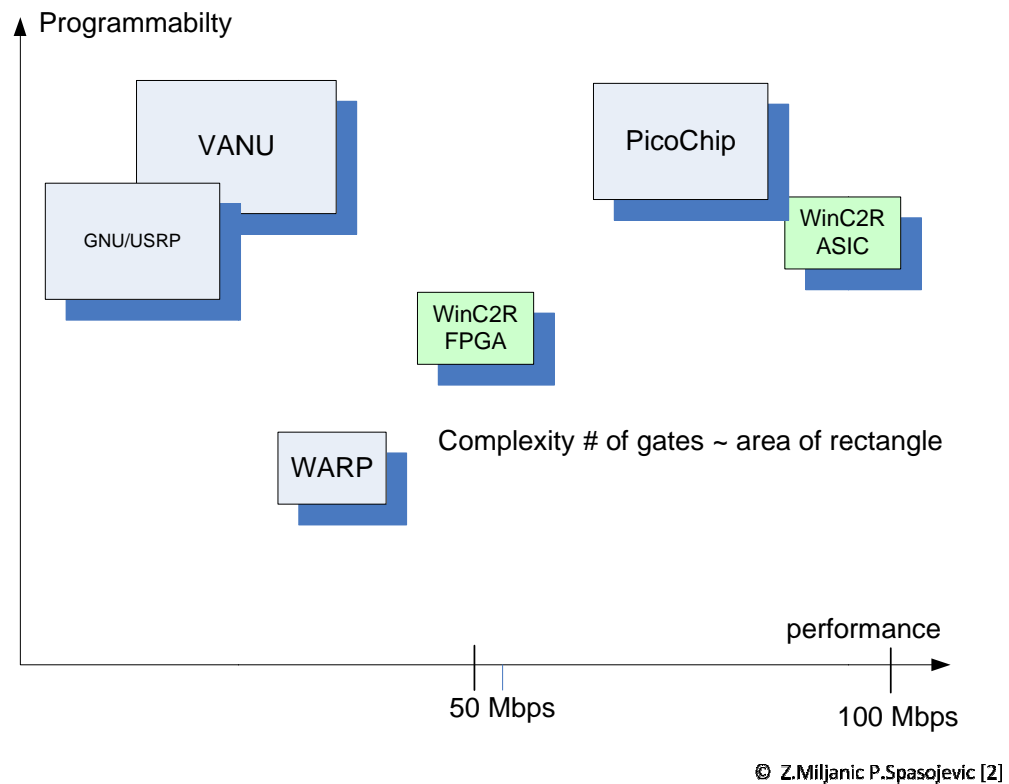 Programmabilty
VANU
PicoChip
GNU/USRP
WinC2R
ASIC
WinC2R
FPGA
Complexity # of gates ~ area of rectangle
WARP
performance
50 Mbps
100 Mbps
© Z.Miljanic P.Spasojevic [2]